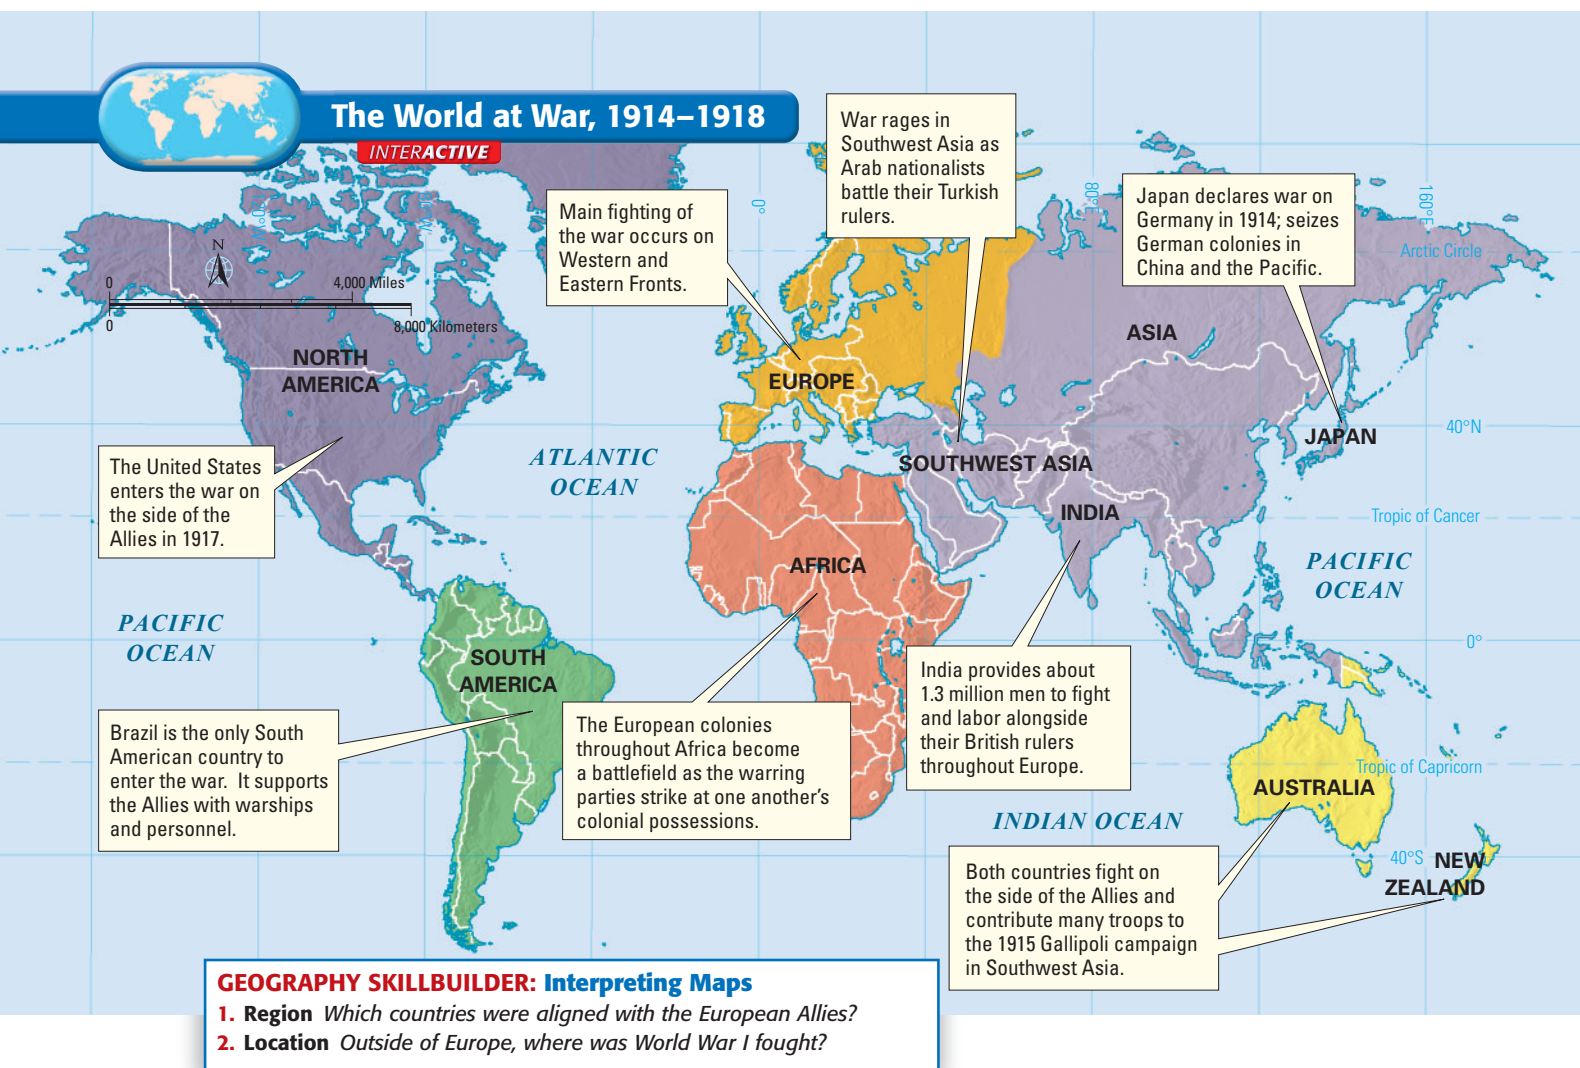 The World at War, 1914–1918
INTERACTIVE
War rages in
Southwest Asia as
Arab nationalists
battle their Turkish
rulers.
Main fighting of
the war occurs on
Western and
Eastern Fronts.
Japan declares war on
Germany in 1914; seizes
German colonies in
China and the Pacific.
0°
80°E
160°E
Arctic Circle
N
0
4,000 Miles
0
8,000 Kilometers
NORTH
AMERICA
EUROPE
ASIA
JAPAN
40°N
SOUTHWEST ASIA
INDIA
Tropic of Cancer
ATLANTIC
OCEAN
The United States
enters the war on
the side of the
Allies in 1917.
AFRICA
PACIFIC
OCEAN
PACIFIC
OCEAN
0°
SOUTH
AMERICA
India provides about
1.3 million men to fight
and labor alongside
their British rulers
throughout Europe.
Brazil is the only South
American country to
enter the war. It supports
the Allies with warships
and personnel.
The European colonies
throughout Africa become
a battlefield as the warring
parties strike at one another's
colonial possessions.
Tropic of Capricorn
AUSTRALIA
INDIAN OCEAN
40°S
NEW
ZEALAND
Both countries fight on
the side of the Allies and
contribute many troops to
the 1915 Gallipoli campaign
in Southwest Asia.
GEOGRAPHY SKILLBUILDER: Interpreting Maps
1. Region Which countries were aligned with the European Allies?
2. Location Outside of Europe, where was World War I fought?